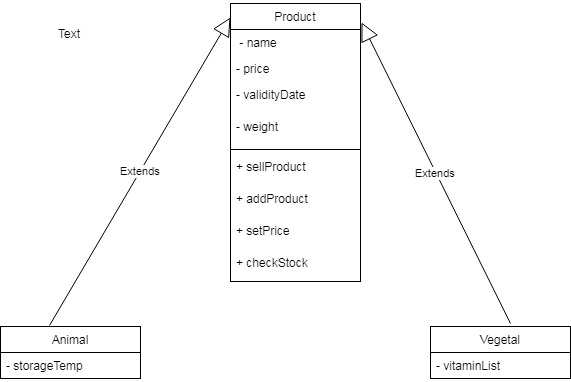 Text
Product
- name
- price
- validityDate
- weight
+ sellProduct
+ addProduct
+ setPrice
+ checkStock
Extends
Extends
Animal
- storageTemp
Vegetal
- vitaminList